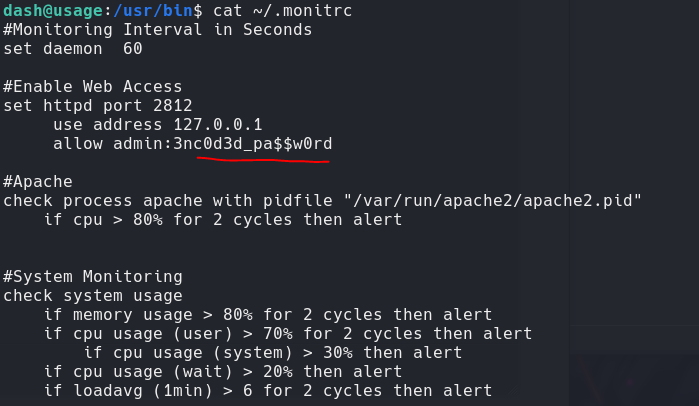 dash@usage:/usr/bin$ cat ~/.monitrc
#Monitoring Interval in Seconds
set daemon  60

#Enable Web Access
set httpd port 2812
     use address 127.0.0.1
     allow admin:3nc0d3d_pa$$w0rd

#Apache
check process apache with pidfile "/var/run/apache2/apache2.pid"
    if cpu > 80% for 2 cycles then alert


#System Monitoring
check system usage
    if memory usage > 80% for 2 cycles then alert
    if cpu usage (user) > 70% for 2 cycles then alert
        if cpu usage (system) > 30% then alert
    if cpu usage (wait) > 20% then alert
    if loadavg (1min) > 6 for 2 cycles then alert